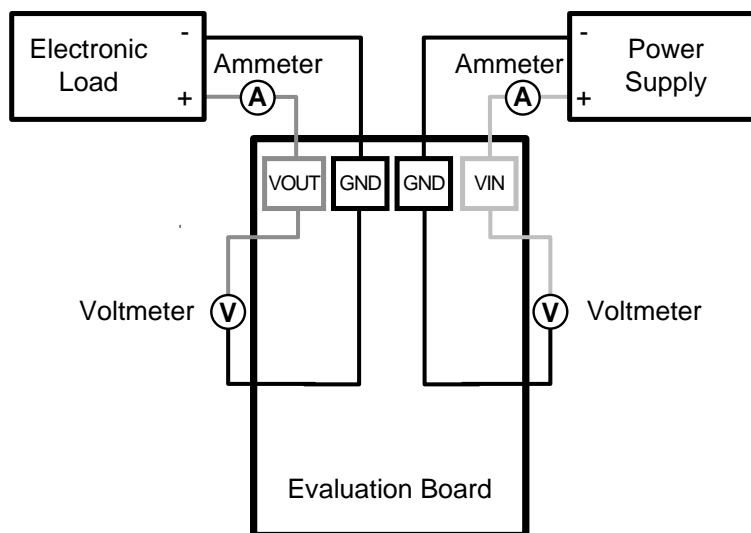 Electronic
Load
-
+
Ammeter
A
Ammeter
A
-
+
Power
Supply
VOUT
GND
GND
VIN
Voltmeter
V
V
Voltmeter
Evaluation Board